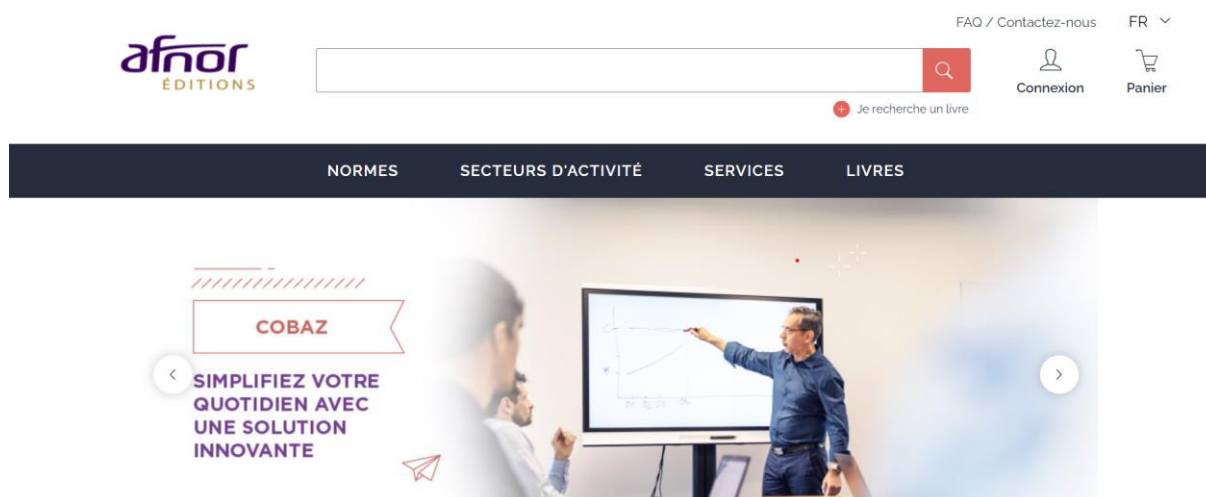 FAQ / Contactez-nous FR
afnor
ÉDITIONS
Connexion Panier
Je recherche un livre
NORMES SECTEURS D'ACTIVITÉ SERVICES LIVRES
COBAZ
SIMPLIFIEZ VOTRE
QUOTIDIEN AVEC
UNE SOLUTION
INNOVANTE